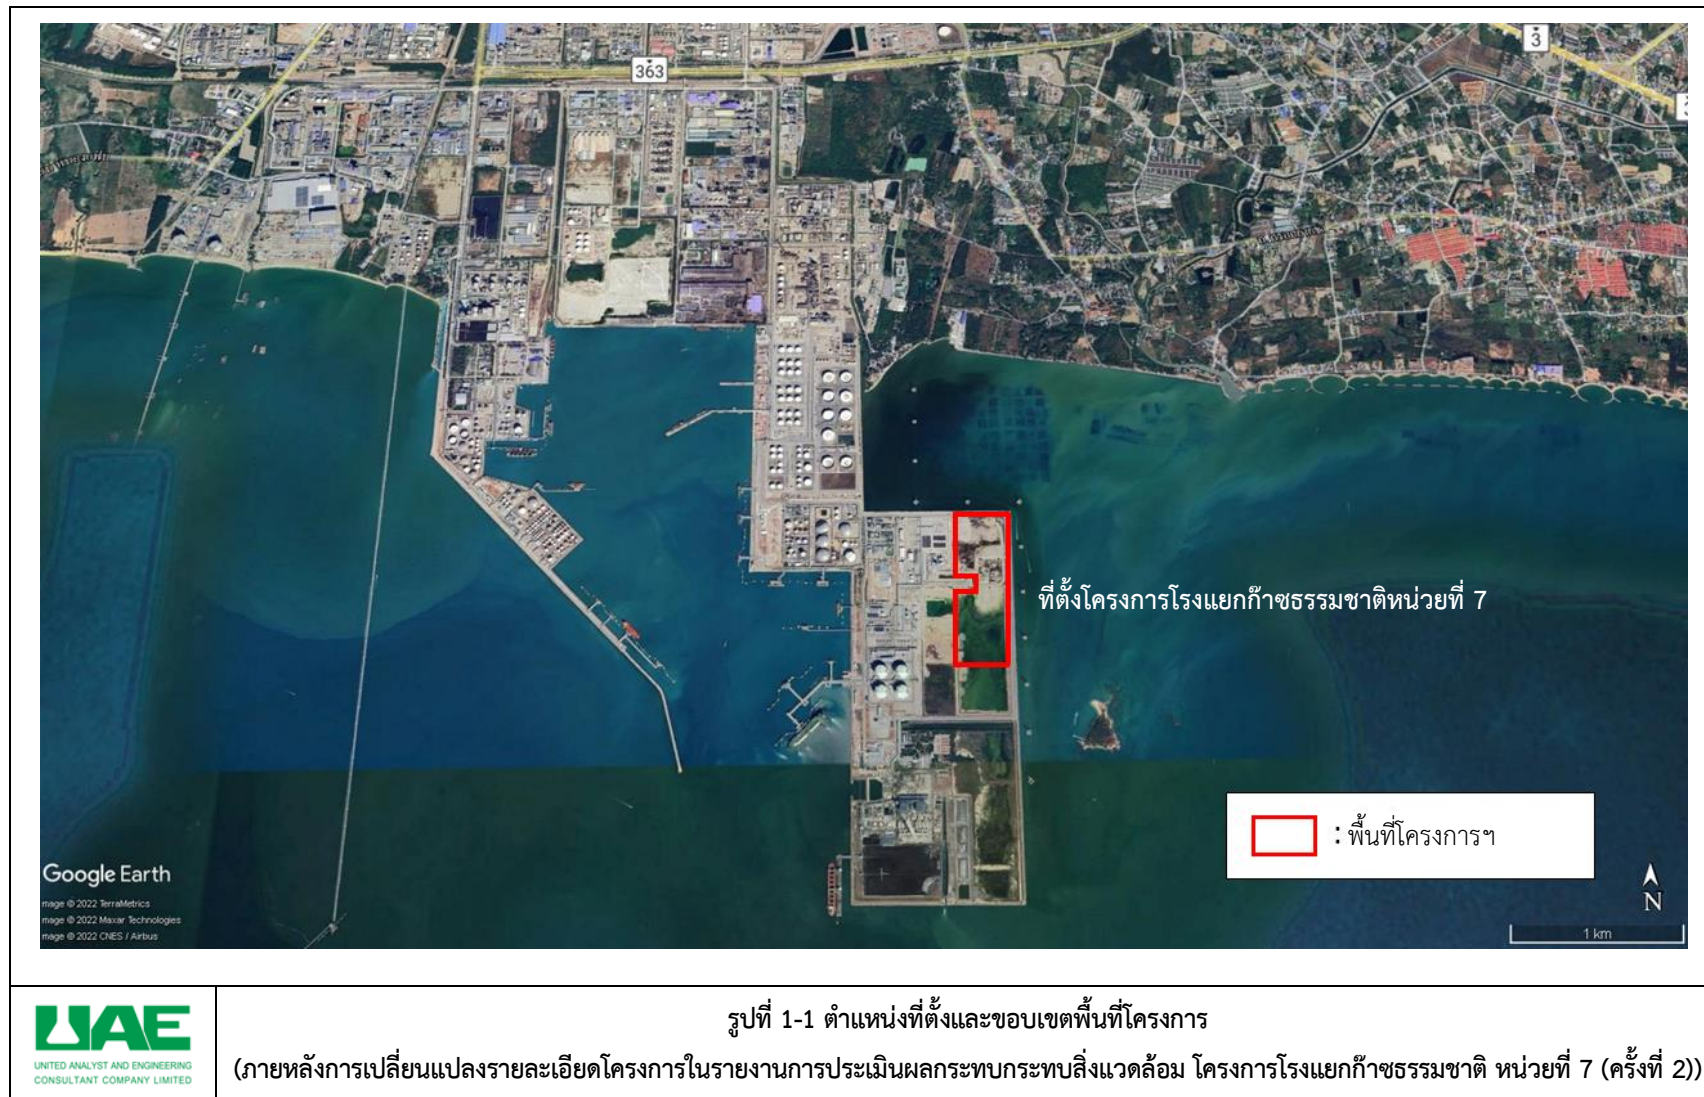 363
3
ที่ตั้งโครงการโรงแยกก๊าซธรรมชาติหน่วยที่ 7
: พื้นที่โครงการฯ
Google Earth
mage © 2022 TerraMetrics
mage © 2022 Maxar Technologies
mage © 2022 CNES / Airbus
N
1 km
UAE
UNITED ANALYST AND ENGINEERING
CONSULTANT COMPANY LIMITED
รูปที่ 1-1 ตำแหน่งที่ตั้งและขอบเขตพื้นที่โครงการ
(ภายหลังการเปลี่ยนแปลงรายละเอียดโครงการในรายงานการประเมินผลกระทบกระทบสิ่งแวดล้อม โครงการโรงแยกก๊าซธรรมชาติ หน่วยที่ 7 (ครั้งที่ 2))